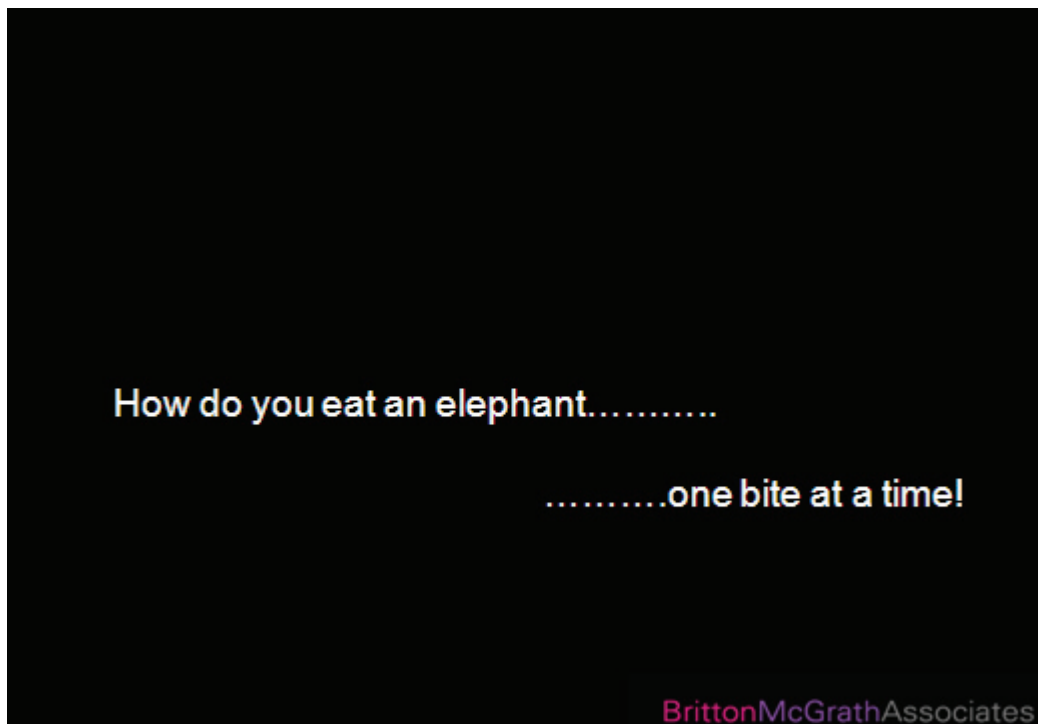 How do you eat an elephant………..
……….one bite at a time!
BrittonMcGrathAssociates